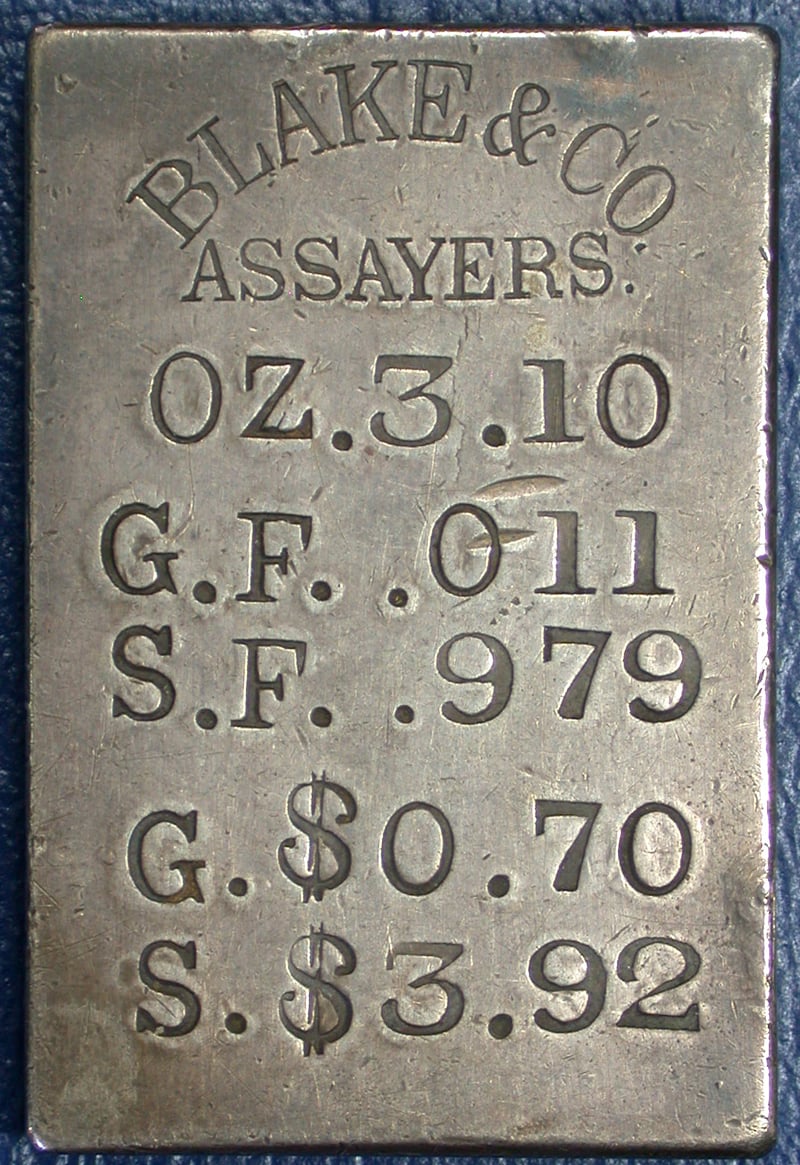 BLAKE & CO.
ASSAYERS.
OZ.3.10
G.F. .011
S.F. .979
G.$0.70
S.$3.92